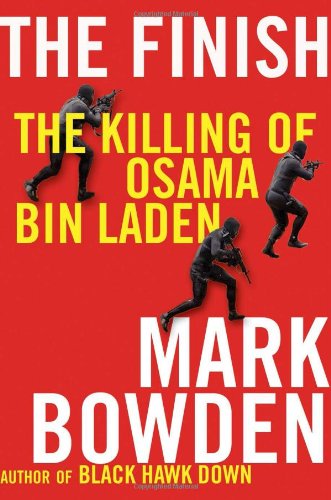 THE FINISH
THE KILLING OF
OSAMA
BIN LADEN
MARK
BOWDEN
AUTHOR OF BLACK HAWK DOWN